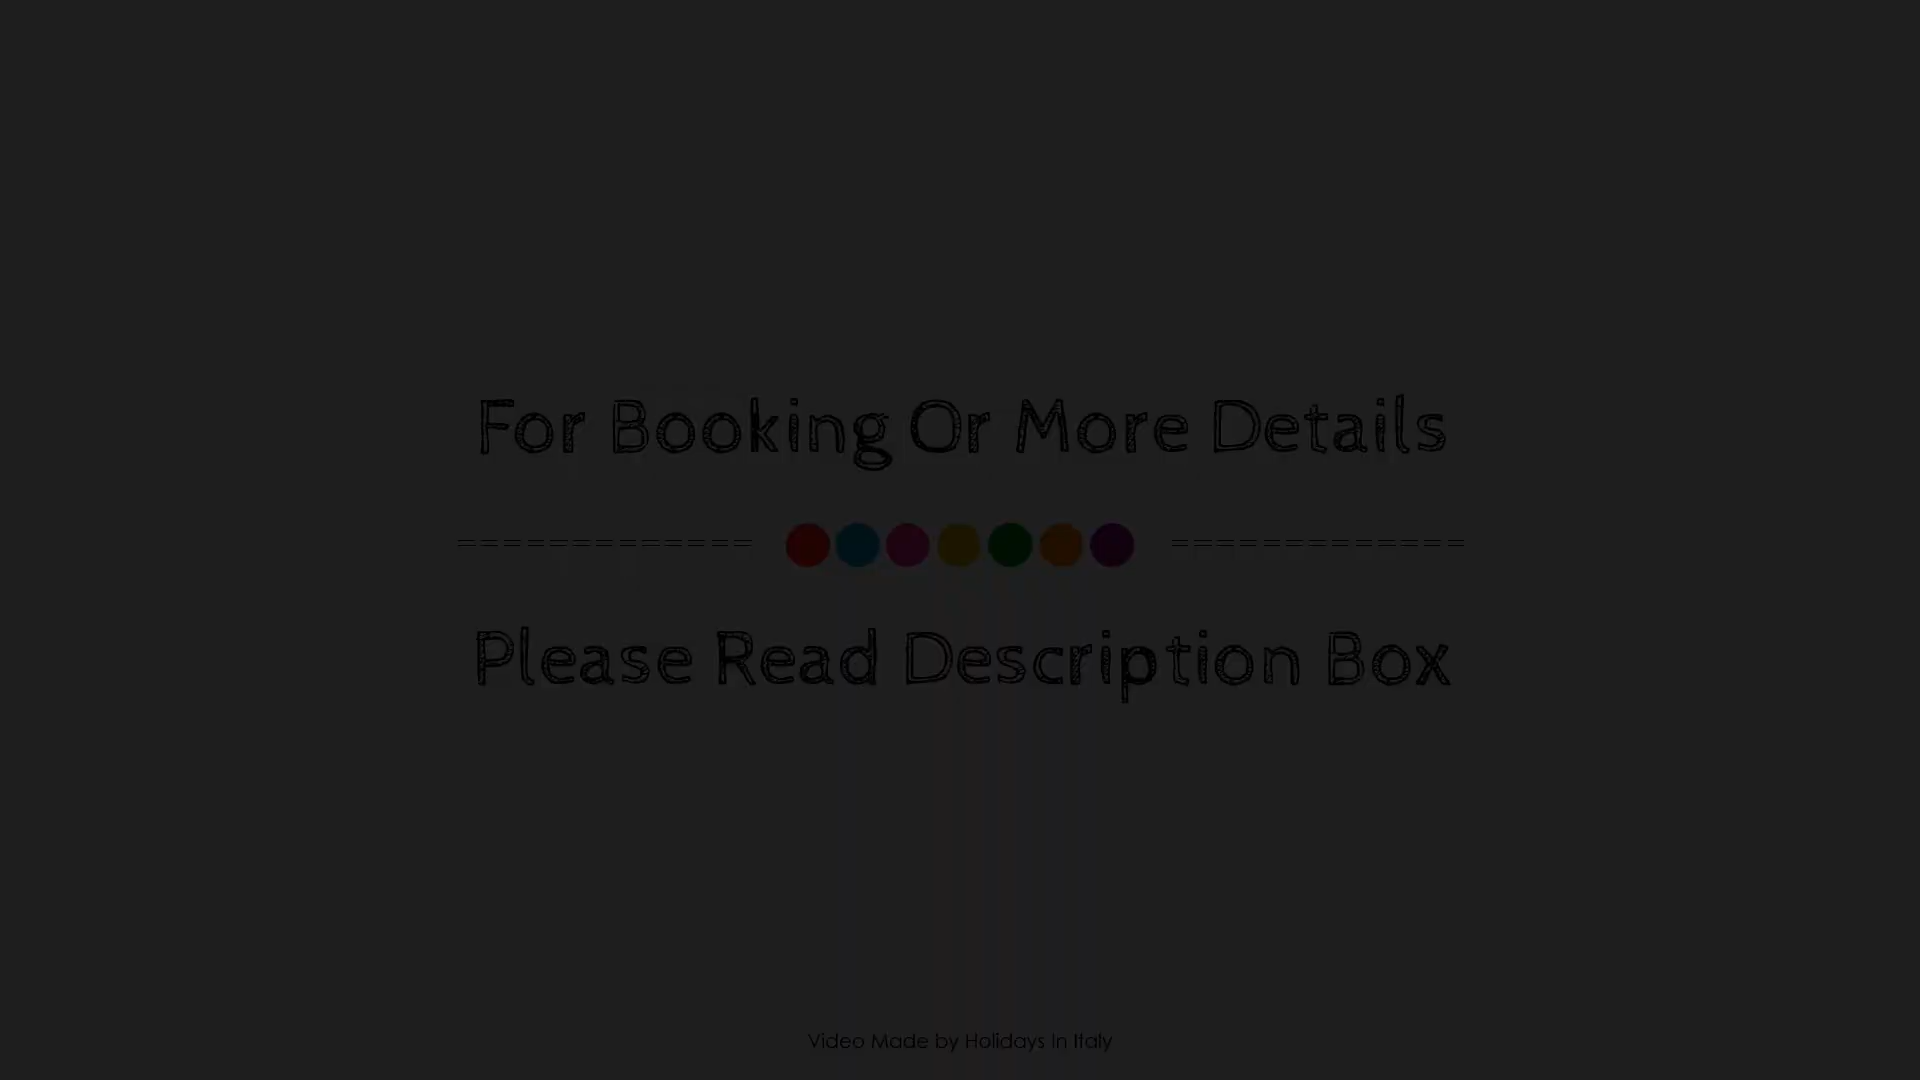 For Booking Or More Details
============= =============
Please Read Description Box
Video Made by Holidays In Italy